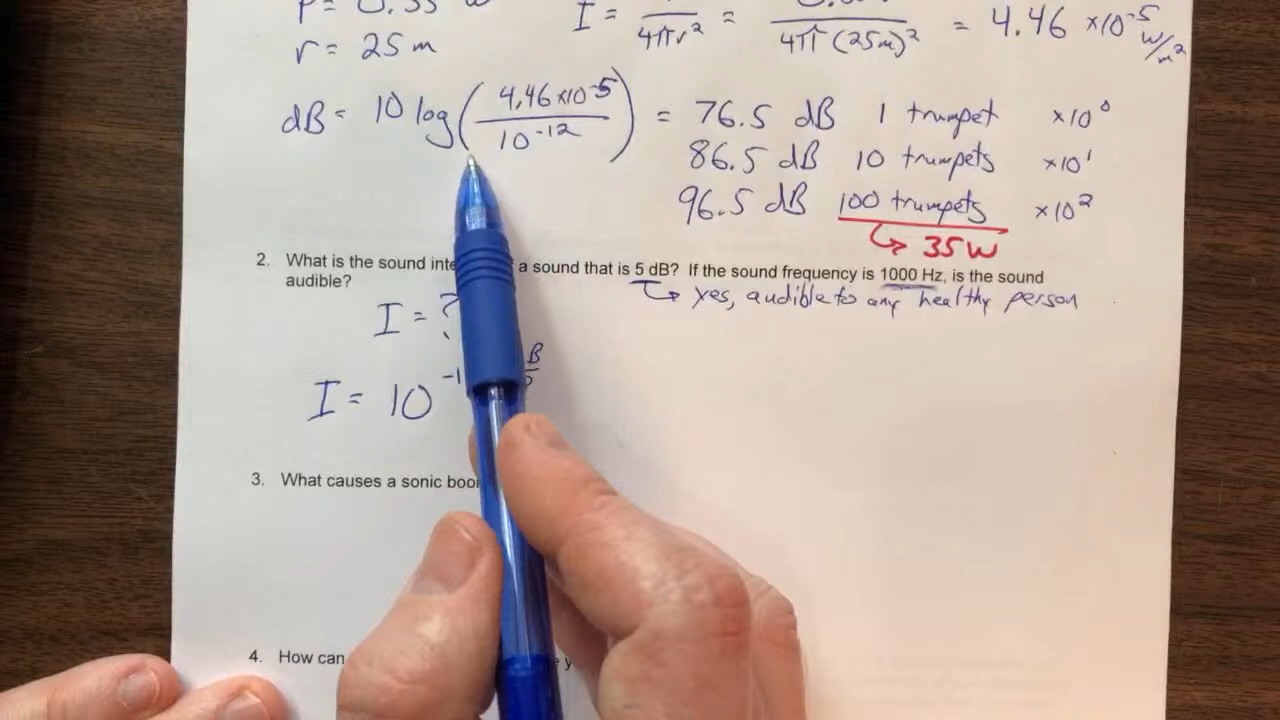 r = 25 m
I = 4πr² = 4π (25m)² = 4.46 ×10⁻⁵ W/m²
dB = 10 log ( 4.46×10⁻⁵ / 10⁻¹² ) = 76.5 dB 1 trumpet ×10⁰
86.5 dB 10 trumpets ×10¹
96.5 dB 100 trumpets ×10²
↳ 35 W
2. What is the sound a sound that is 5 dB? If the sound frequency is 1000 Hz, is the sound
audible?
↳ yes, audible to any healthy person
I = ?
I = 10
3. What causes a sonic
4. How can